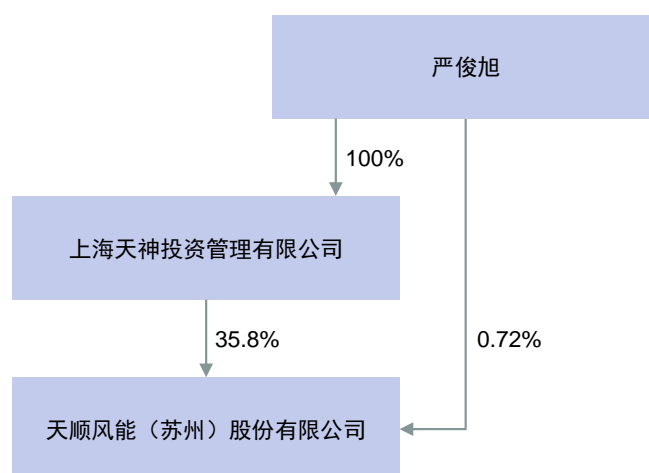 严俊旭
100%
上海天神投资管理有限公司
35.8%
0.72%
天顺风能（苏州）股份有限公司